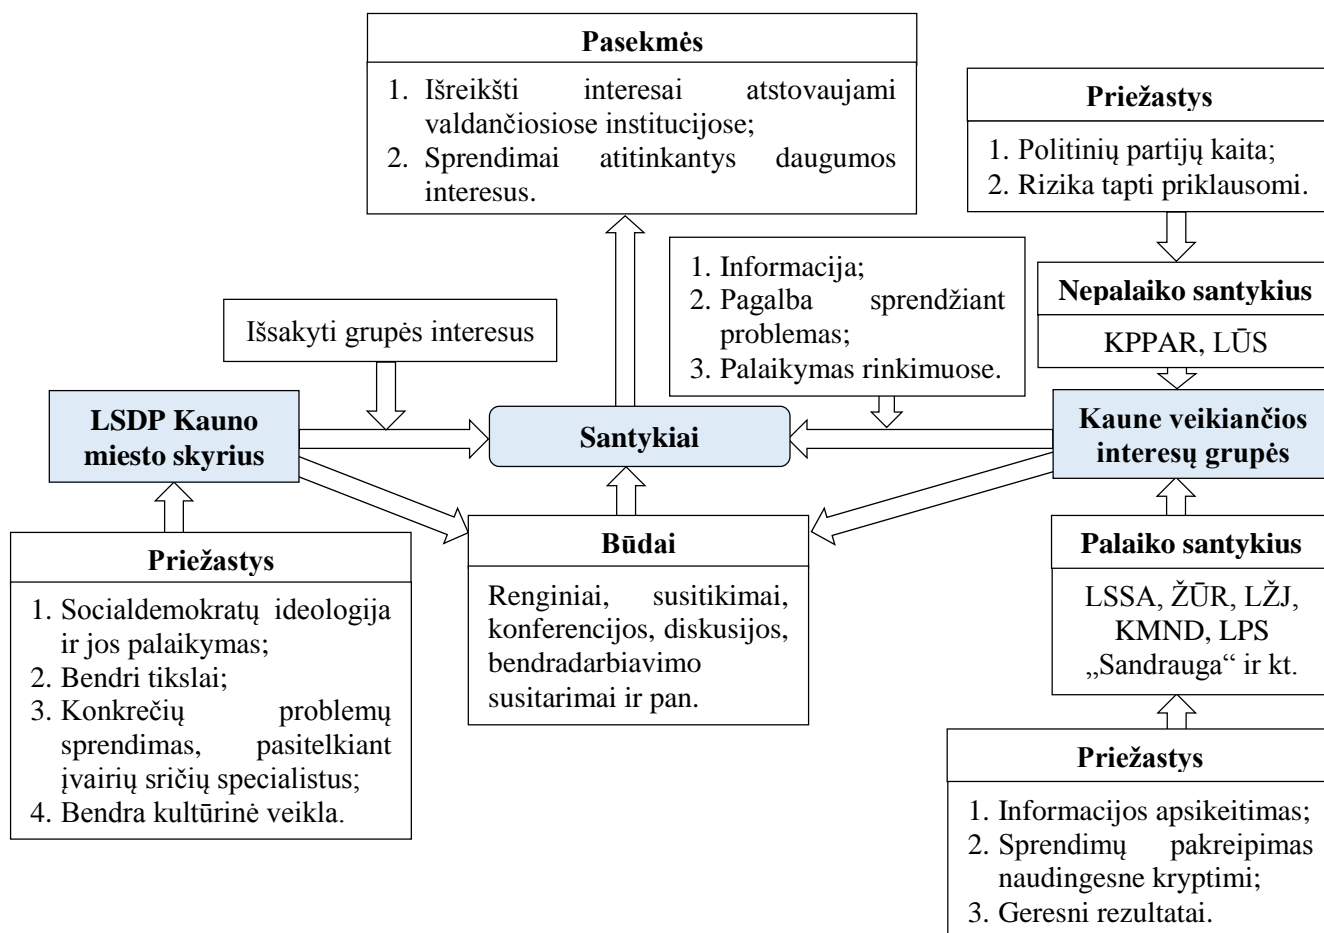 Pasekmės
1. Išreikšti interesai atstovaujami
valdančiosiose institucijose;
2. Sprendimai atitinkantys daugumos
interesus.
Priežastys
1. Politinių partijų kaita;
2. Rizika tapti priklausomi.
1. Informacija;
2. Pagalba sprendžiant
problemas;
3. Palaikymas rinkimuose.
Nepalaiko santykius
KPPAR, LŪS
Išsakyti grupės interesus
LSDP Kauno
miesto skyrius
Santykiai
Kaune veikiančios
interesų grupės
Priežastys
1. Socialdemokratų ideologija
ir jos palaikymas;
2. Bendri tikslai;
3. Konkrečių problemų
sprendimas, pasitelkiant
įvairių sričių specialistus;
4. Bendra kultūrinė veikla.
Būdai
Renginiai, susitikimai,
konferencijos, diskusijos,
bendradarbiavimo
susitarimai ir pan.
Palaiko santykius
LSSA, ŽŪR, LŽJ,
KMND, LPS
„Sandrauga“ ir kt.
Priežastys
1. Informacijos apsikeitimas;
2. Sprendimų pakreipimas
naudingesne kryptimi;
3. Geresni rezultatai.